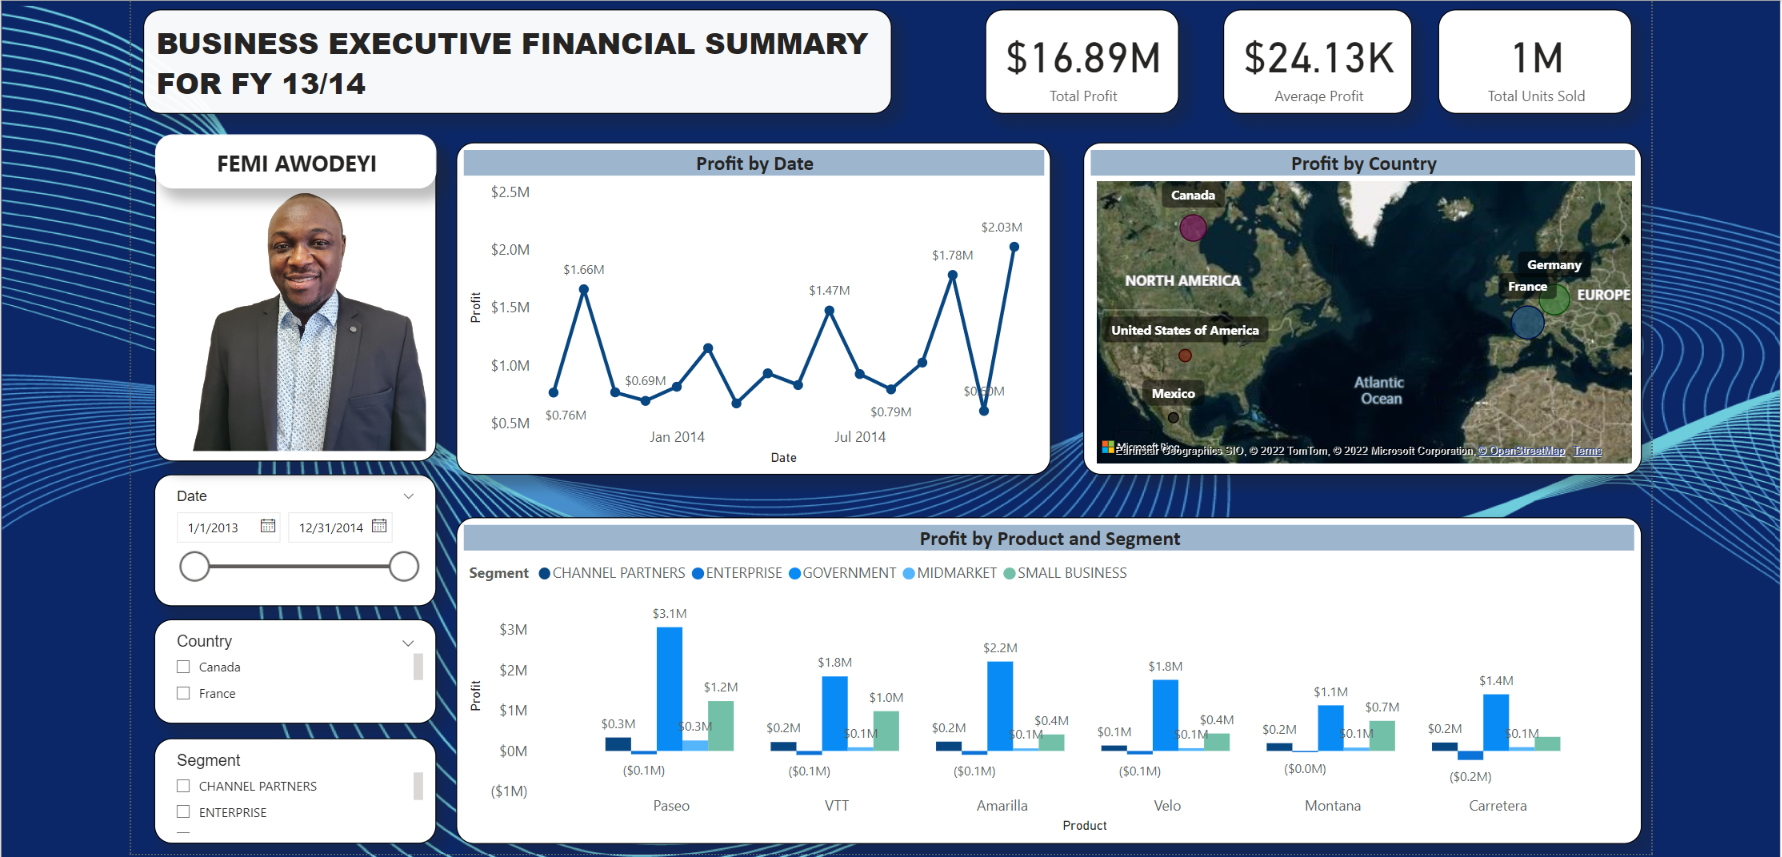 BUSINESS EXECUTIVE FINANCIAL SUMMARY
FOR FY 13/14
$16.89M
Total Profit
$24.13K
Average Profit
1M
Total Units Sold
FEMI AWODEYI
Profit by Date
$2.5M
$2.0M
$1.5M
$1.0M
$0.5M
Profit
$0.76M
$1.66M
$0.69M
$1.47M
$0.79M
$1.78M
$0.60M
$2.03M
Jan 2014
Jul 2014
Date
Profit by Country
Canada
NORTH AMERICA
United States of America
Mexico
Germany
France
EUROPE
Atlantic
Ocean
Microsoft Bing
Earthstar Geographics SIO, © 2022 TomTom, © 2022 Microsoft Corporation, © OpenStreetMap Terms
Date
1/1/2013
12/31/2014
Country
Canada
France
Segment
CHANNEL PARTNERS
ENTERPRISE
Profit by Product and Segment
Segment CHANNEL PARTNERS ENTERPRISE GOVERNMENT MIDMARKET SMALL BUSINESS
$3M
$2M
$1M
$0M
($1M)
Profit
$0.3M ($0.1M) $3.1M $0.3M $1.2M
$0.2M ($0.1M) $1.8M $0.1M $1.0M
$0.2M ($0.1M) $2.2M $0.1M $0.4M
$0.1M ($0.1M) $1.8M $0.1M $0.4M
$0.2M ($0.0M) $1.1M $0.1M $0.7M
$0.2M ($0.2M) $1.4M $0.1M
Paseo VTT Amarilla Velo Montana Carretera
Product